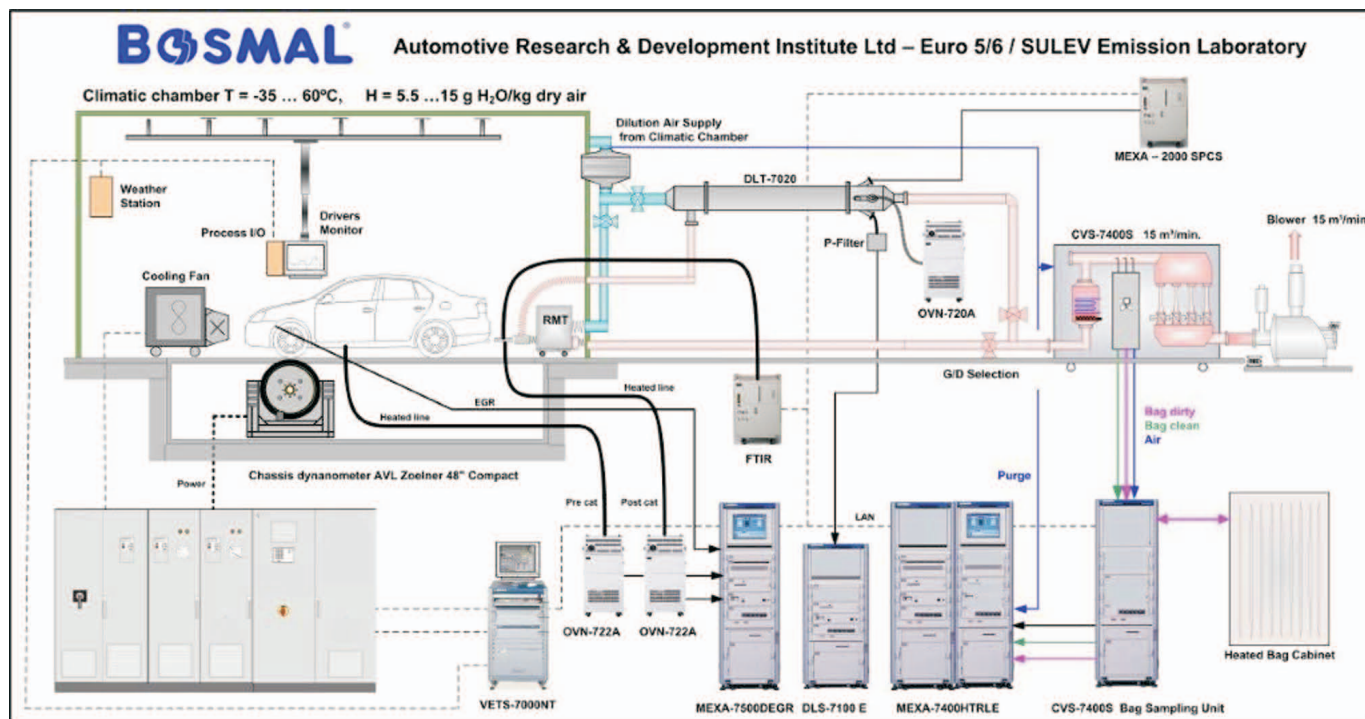 BOSMAL® Automotive Research & Development Institute Ltd – Euro 5/6 / SULEV Emission Laboratory
Climatic chamber T = -35 ... 60ºC, H = 5.5 ...15 g H₂O/kg dry air
Dilution Air Supply
from Climatic Chamber
MEXA – 2000 SPCS
DLT-7020
Weather
Station
Process I/O
Drivers
Monitor
P-Filter
Blower 15 m³/min.
CVS-7400S 15 m³/min.
Cooling Fan
OVN-720A
RMT
G/D Selection
EGR
Heated line
Heated line
FTIR
Bag dirty
Bag clean
Air
Chassis dynanometer AVL Zoelner 48" Compact
Power
Purge
Pre cat
Post cat
LAN
OVN-722A
OVN-722A
Heated Bag Cabinet
VETS-7000NT
MEXA-7500DEGR
DLS-7100 E
MEXA-7400HTRLE
CVS-7400S Bag Sampling Unit